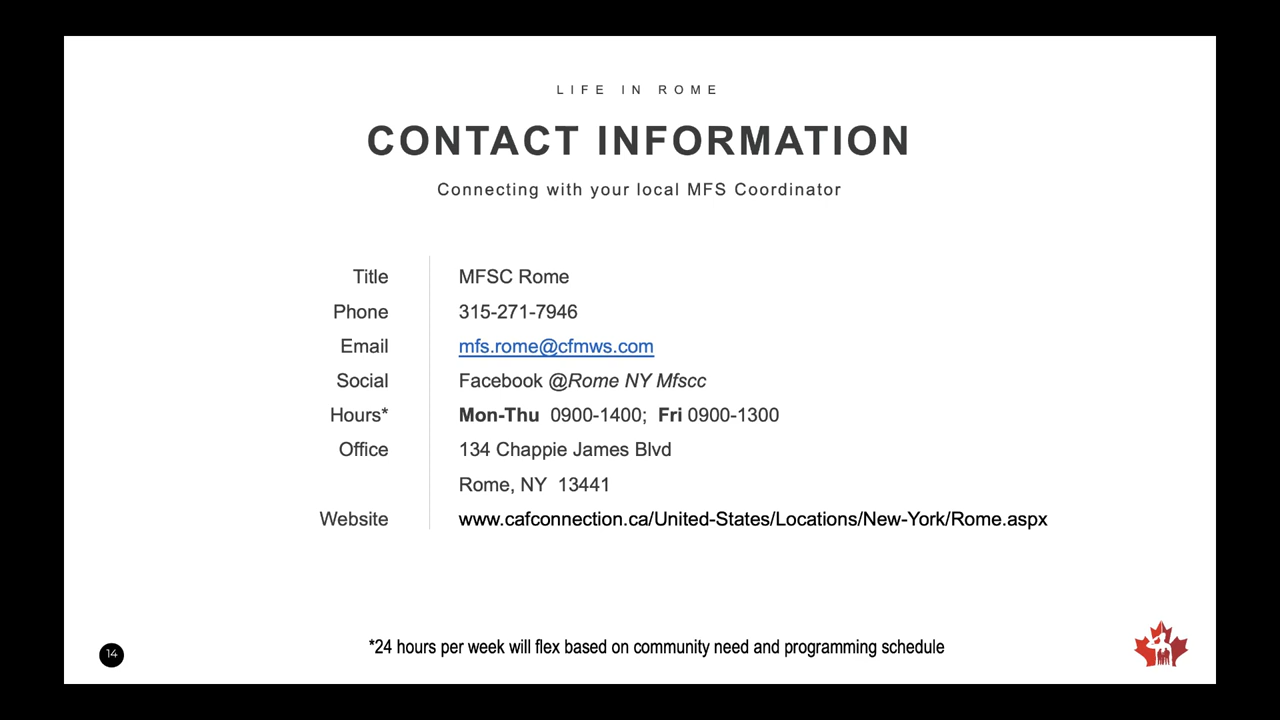 LIFE IN ROME
CONTACT INFORMATION
Connecting with your local MFS Coordinator
Title MFSC Rome
Phone 315-271-7946
Email mfs.rome@cfmws.com
Social Facebook @Rome NY Mfscc
Hours* Mon-Thu 0900-1400; Fri 0900-1300
Office 134 Chappie James Blvd
Rome, NY 13441
Website www.cafconnection.ca/United-States/Locations/New-York/Rome.aspx
*24 hours per week will flex based on community need and programming schedule
14